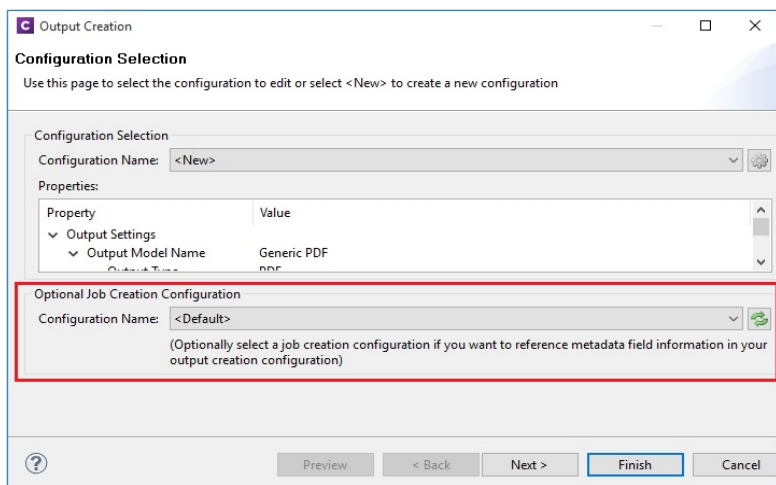 C Output Creation
Configuration Selection
Use this page to select the configuration to edit or select <New> to create a new configuration
Configuration Selection
Configuration Name: <New>
Properties:
Property Value
Output Settings
Output Model Name Generic PDF
Output Type PDF
Optional Job Creation Configuration
Configuration Name: <Default>
(Optionally select a job creation configuration if you want to reference metadata field information in your
output creation configuration)
? Preview < Back Next > Finish Cancel